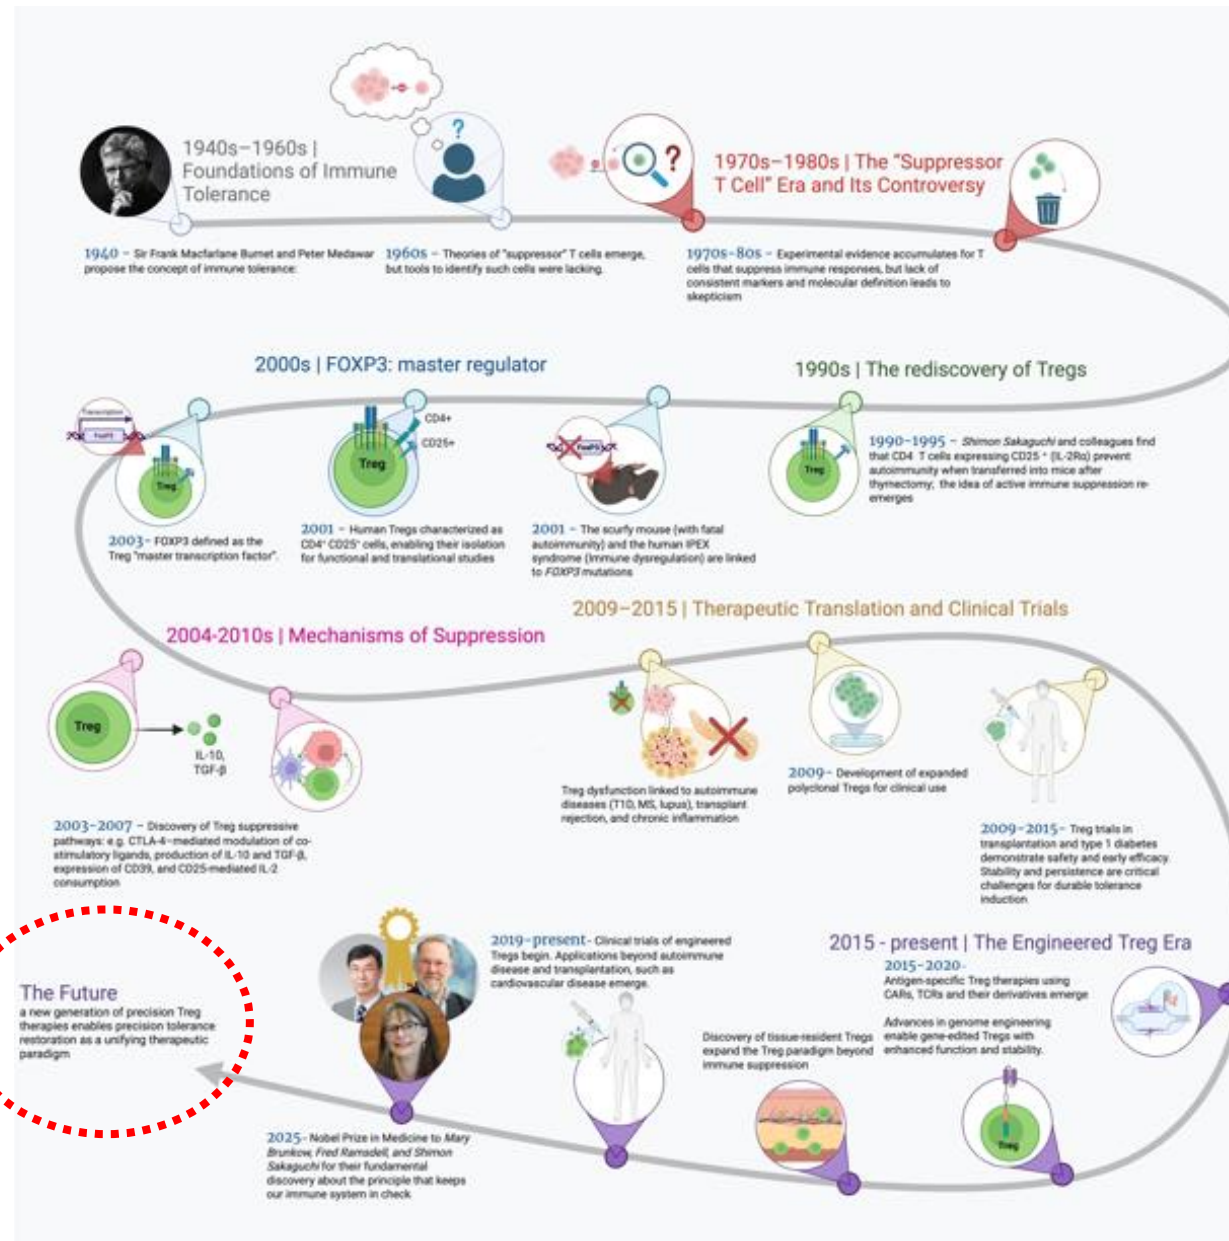 1940s–1960s |
Foundations of Immune
Tolerance
?
?
1970s–1980s | The "Suppressor
T Cell" Era and Its Controversy
1940 – Sir Frank Macfarlane Burnet and Peter Medawar
propose the concept of immune tolerance:
1960s – Theories of "suppressor" T cells emerge,
but tools to identify such cells were lacking.
1970s-80s – Experimental evidence accumulates for T
cells that suppress immune responses, but lack of
consistent markers and molecular definition leads to
skepticism
2000s | FOXP3: master regulator
1990s | The rediscovery of Tregs
Transcription
FoxP3
Treg
CD4+
CD25+
Treg
FoxP3
Treg
1990-1995 – Shimon Sakaguchi and colleagues find
that CD4 T cells expressing CD25 + (IL-2Rα) prevent
autoimmunity when transferred into mice after
thymectomy; the idea of active immune suppression re-
emerges
2003- FOXP3 defined as the
Treg "master transcription factor".
2001 – Human Tregs characterized as
CD4+ CD25+ cells, enabling their isolation
for functional and translational studies
2001 – The scurfy mouse (with fatal
autoimmunity) and the human IPEX
syndrome (Immune dysregulation) are linked
to FOXP3 mutations
2009–2015 | Therapeutic Translation and Clinical Trials
2004-2010s | Mechanisms of Suppression
Treg
IL-10,
TGF-β
Treg dysfunction linked to autoimmune
diseases (T1D, MS, lupus), transplant
rejection, and chronic inflammation
2009- Development of expanded
polyclonal Tregs for clinical use
2009-2015- Treg trials in
transplantation and type 1 diabetes
demonstrate safety and early efficacy.
Stability and persistence are critical
challenges for durable tolerance
induction
2003-2007 – Discovery of Treg suppressive
pathways: e.g. CTLA-4–mediated modulation of co-
stimulatory ligands, production of IL-10 and TGF-β,
expression of CD39, and CD25-mediated IL-2
consumption
2015 - present | The Engineered Treg Era
2015-2020-
Antigen-specific Treg therapies using
CARs, TCRs and their derivatives emerge
Advances in genome engineering
enable gene-edited Tregs with
enhanced function and stability.
Treg
Discovery of tissue-resident Tregs
expand the Treg paradigm beyond
immune suppression
2019-present- Clinical trials of engineered
Tregs begin. Applications beyond autoimmune
disease and transplantation, such as
cardiovascular disease emerge.
2025- Nobel Prize in Medicine to Mary
Brunkow, Fred Ramsdell, and Shimon
Sakaguchi for their fundamental
discovery about the principle that keeps
our immune system in check
The Future
a new generation of precision Treg
therapies enables precision tolerance
restoration as a unifying therapeutic
paradigm